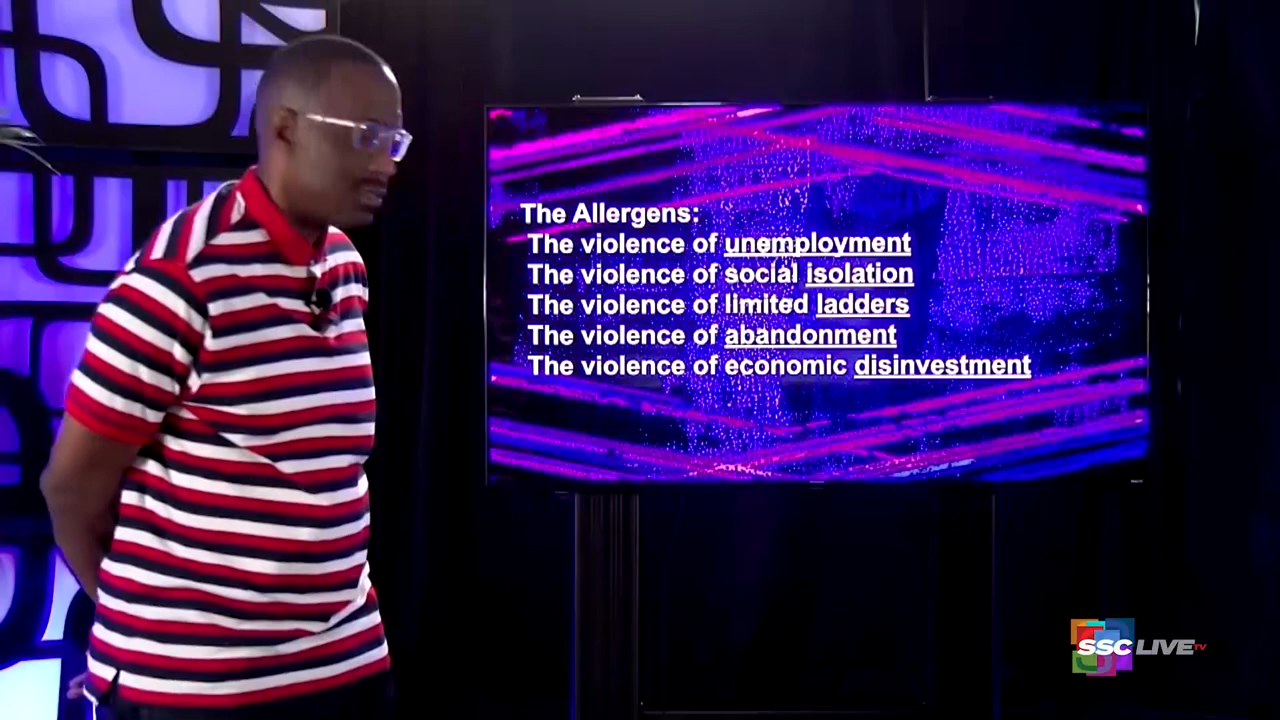 The Allergens:
The violence of unemployment
The violence of social isolation
The violence of limited ladders
The violence of abandonment
The violence of economic disinvestment
SSC LIVE TV